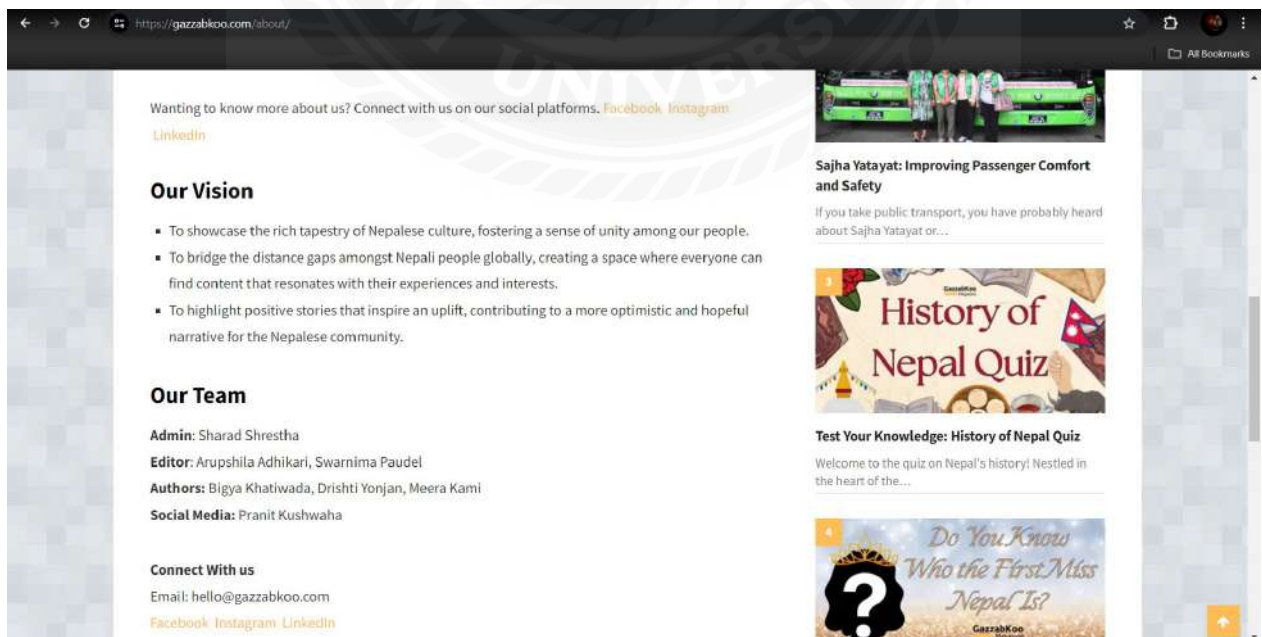 https://gazzabkoo.com/about/
All Bookmarks
UNIVERS
Wanting to know more about us? Connect with us on our social platforms. Facebook Instagram
LinkedIn
Our Vision
▪ To showcase the rich tapestry of Nepalese culture, fostering a sense of unity among our people.
▪ To bridge the distance gaps amongst Nepali people globally, creating a space where everyone can
find content that resonates with their experiences and interests.
▪ To highlight positive stories that inspire an uplift, contributing to a more optimistic and hopeful
narrative for the Nepalese community.
Our Team
Admin: Sharad Shrestha
Editor: Arupshila Adhikari, Swarnima Paudel
Authors: Bigya Khatiwada, Drishti Yonjan, Meera Kami
Social Media: Pranit Kushwaha
Connect With us
Email: hello@gazzabkoo.com
Facebook Instagram LinkedIn
Sajha Yatayat: Improving Passenger Comfort
and Safety
If you take public transport, you have probably heard
about Sajha Yatayat or...
3
GazzabKoo
History of
Nepal Quiz
Test Your Knowledge: History of Nepal Quiz
Welcome to the quiz on Nepal's history! Nestled in
the heart of the...
4
Do You Know
Who the First Miss
Nepal Is?
?
GazzabKoo